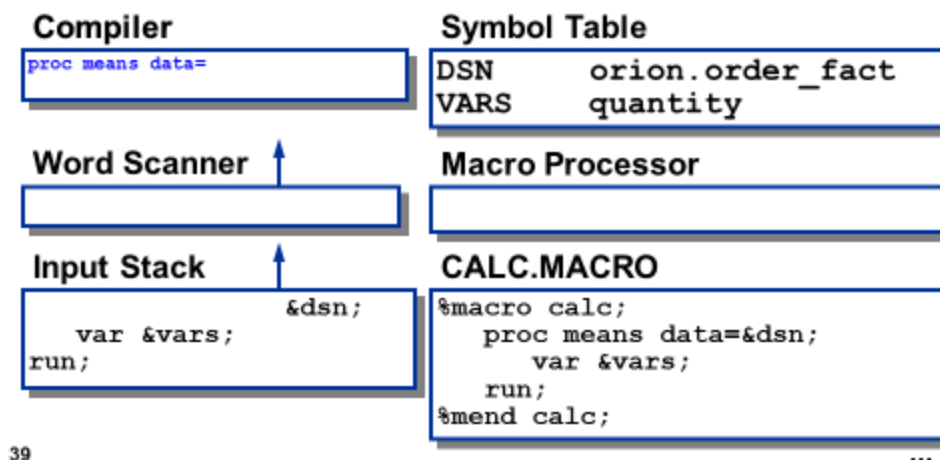 Compiler
proc means data=
Symbol Table
DSN orion.order_fact
VARS quantity
Word Scanner
Macro Processor
Input Stack
&dsn;
var &vars;
run;
CALC.MACRO
%macro calc;
proc means data=&dsn;
var &vars;
run;
%mend calc;
39
...